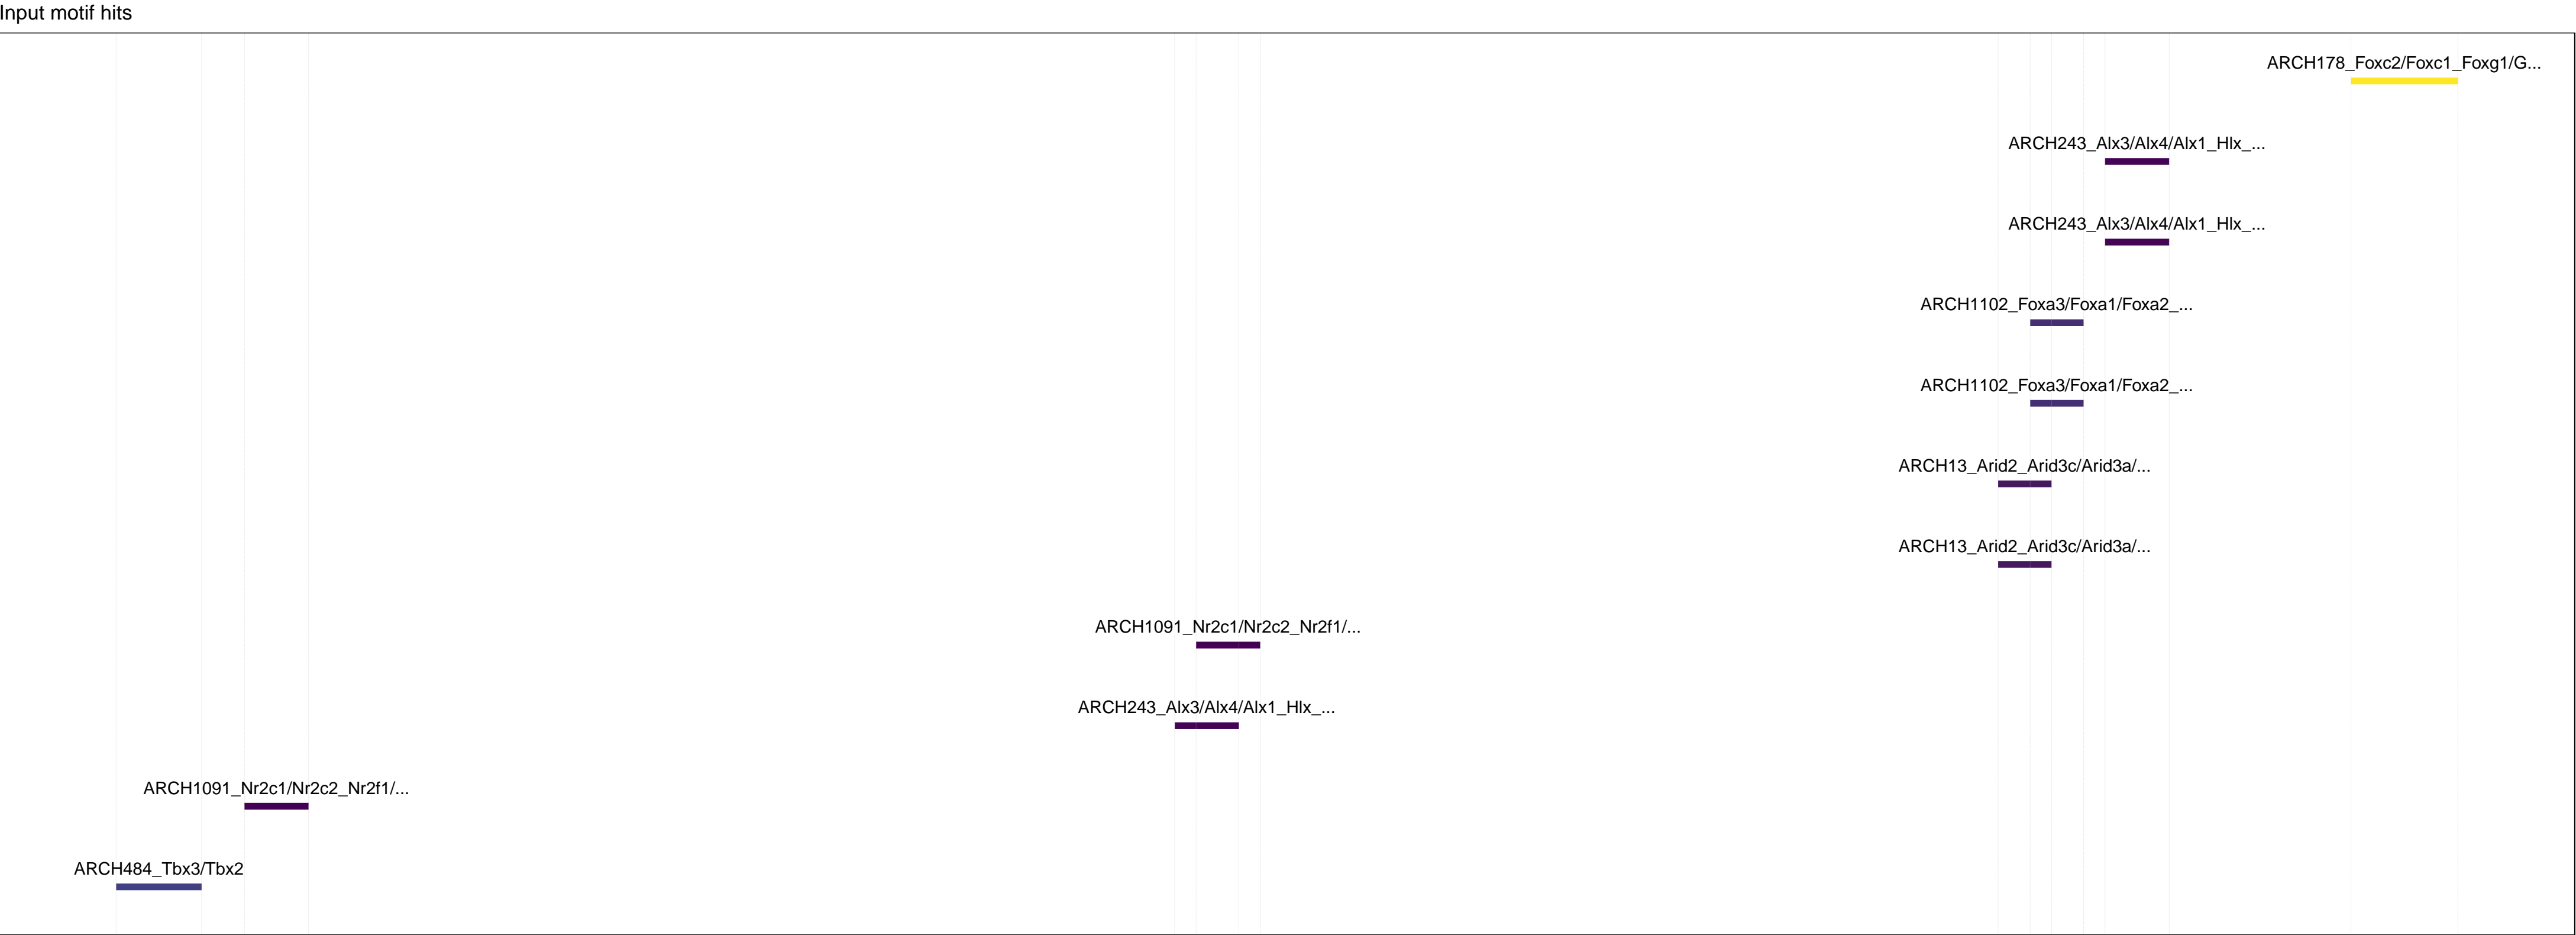 Input motif hits
ARCH178_Foxc2/Foxc1_Foxg1/G...
ARCH243_Alx3/Alx4/Alx1_Hlx_...
ARCH243_Alx3/Alx4/Alx1_Hlx_...
ARCH1102_Foxa3/Foxa1/Foxa2_...
ARCH1102_Foxa3/Foxa1/Foxa2_...
ARCH13_Arid2_Arid3c/Arid3a/...
ARCH13_Arid2_Arid3c/Arid3a/...
ARCH1091_Nr2c1/Nr2c2_Nr2f1/...
ARCH243_Alx3/Alx4/Alx1_Hlx_...
ARCH1091_Nr2c1/Nr2c2_Nr2f1/...
ARCH484_Tbx3/Tbx2